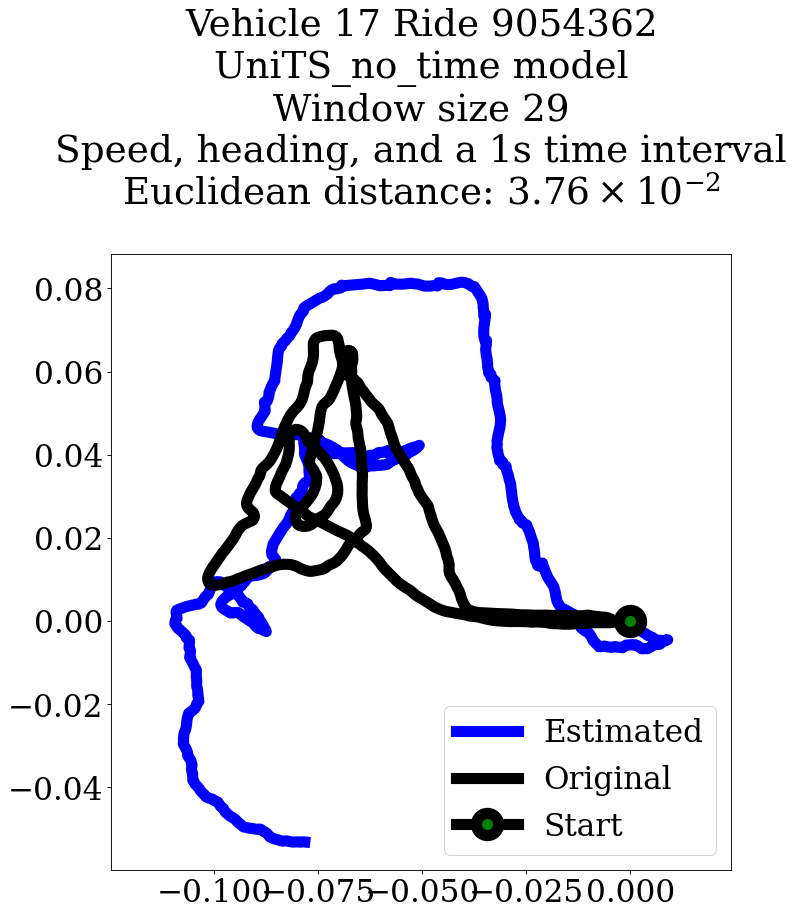 Vehicle 17 Ride 9054362
UniTS_no_time model
Window size 29
Speed, heading, and a 1s time interval
Euclidean distance: 3.76 × 10⁻²
0.08
0.06
0.04
0.02
0.00
−0.02
−0.04
Estimated
Original
Start
−0.100 −0.075 −0.050 −0.025 0.000